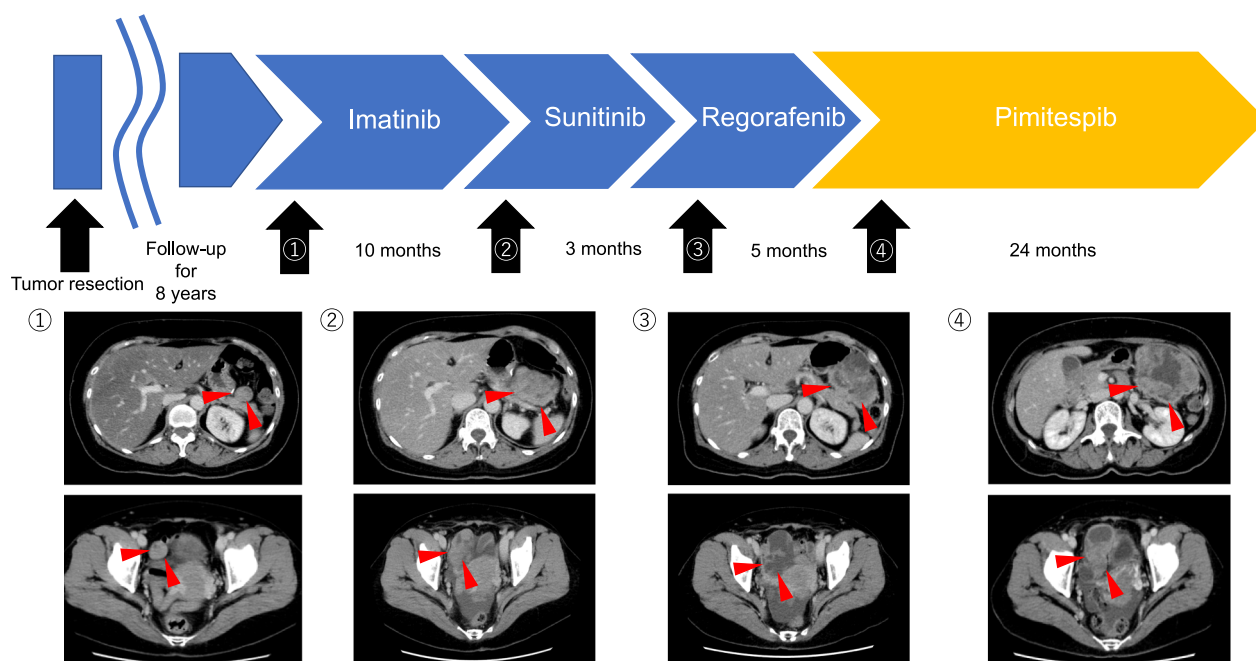 Imatinib
Sunitinib
Regorafenib
Pimitespib
Tumor resection
Follow-up
for
8 years
①
10 months
②
3 months
③
5 months
④
24 months
①
②
③
④